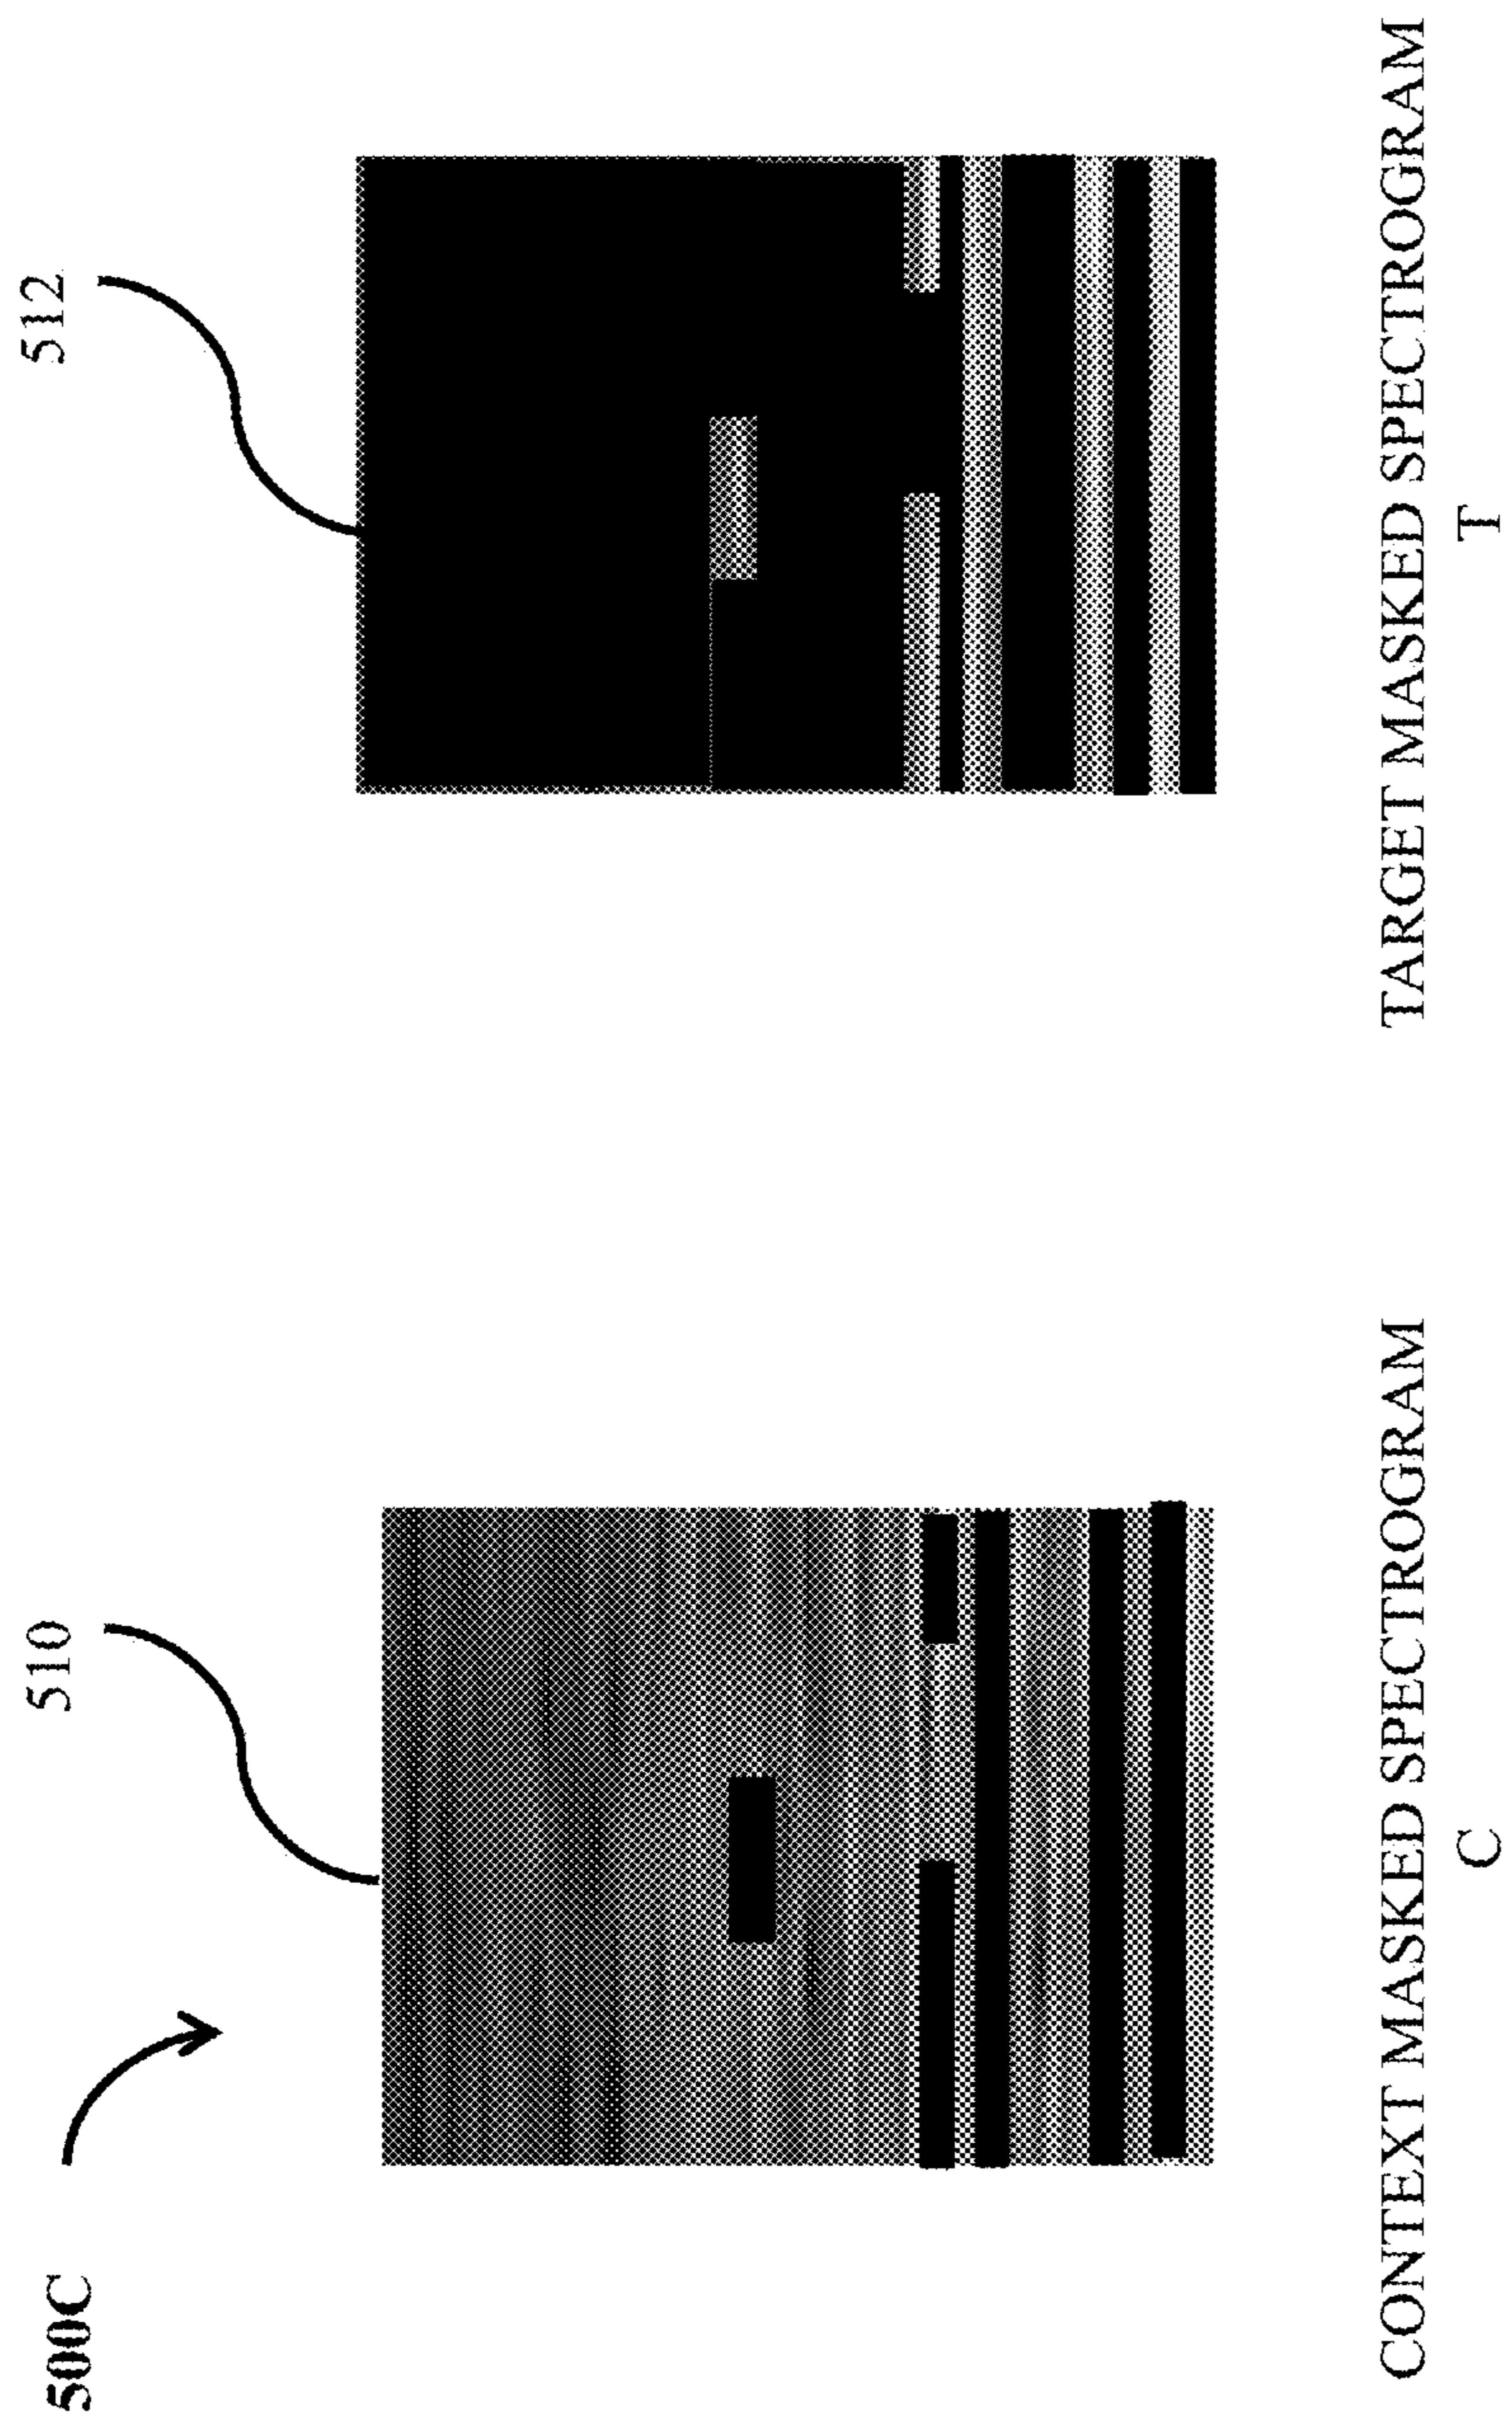 500C
510
512
CONTEXT MASKED SPECTROGRAM
C
TARGET MASKED SPECTROGRAM
T